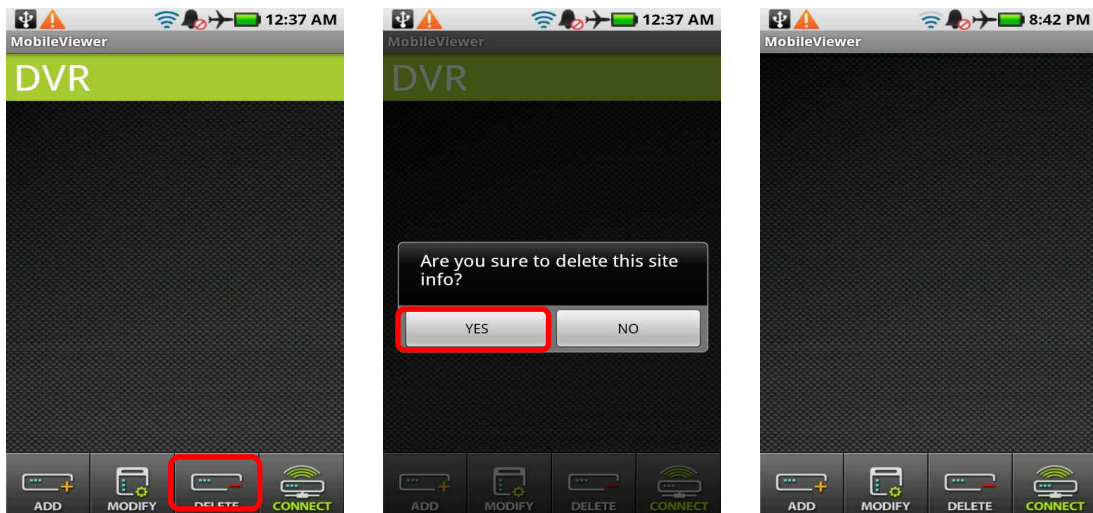 12:37 AM
MobileViewer
DVR
ADD
MODIFY
DELETE
CONNECT
12:37 AM
MobileViewer
DVR
Are you sure to delete this site
info?
YES
NO
ADD
MODIFY
DELETE
CONNECT
8:42 PM
MobileViewer
ADD
MODIFY
DELETE
CONNECT